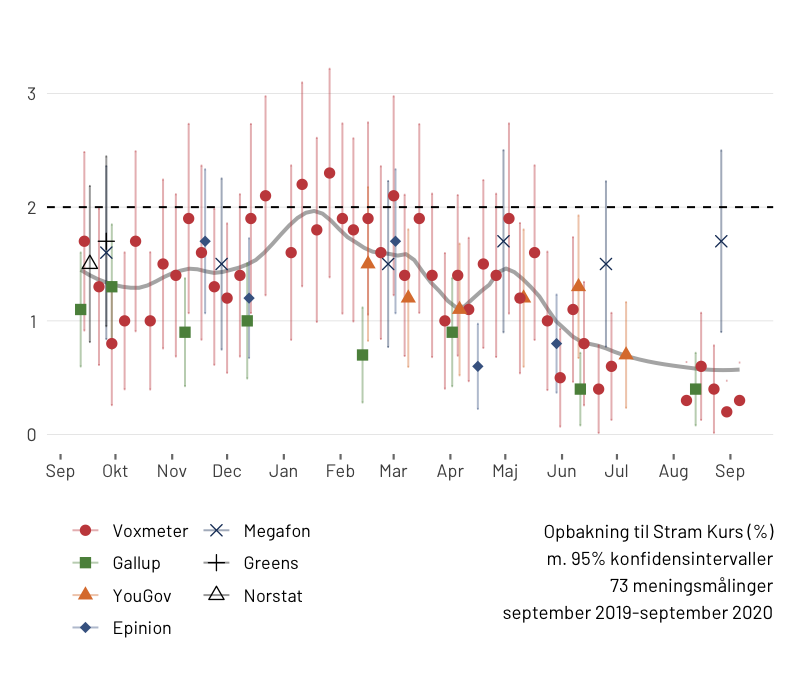 3
2
1
0
Sep Okt Nov Dec Jan Feb Mar Apr Maj Jun Jul Aug Sep
Voxmeter Megafon
Gallup Greens
YouGov Norstat
Epinion
Opbakning til Stram Kurs (%)
m. 95% konfidensintervaller
73 meningsmålinger
september 2019-september 2020